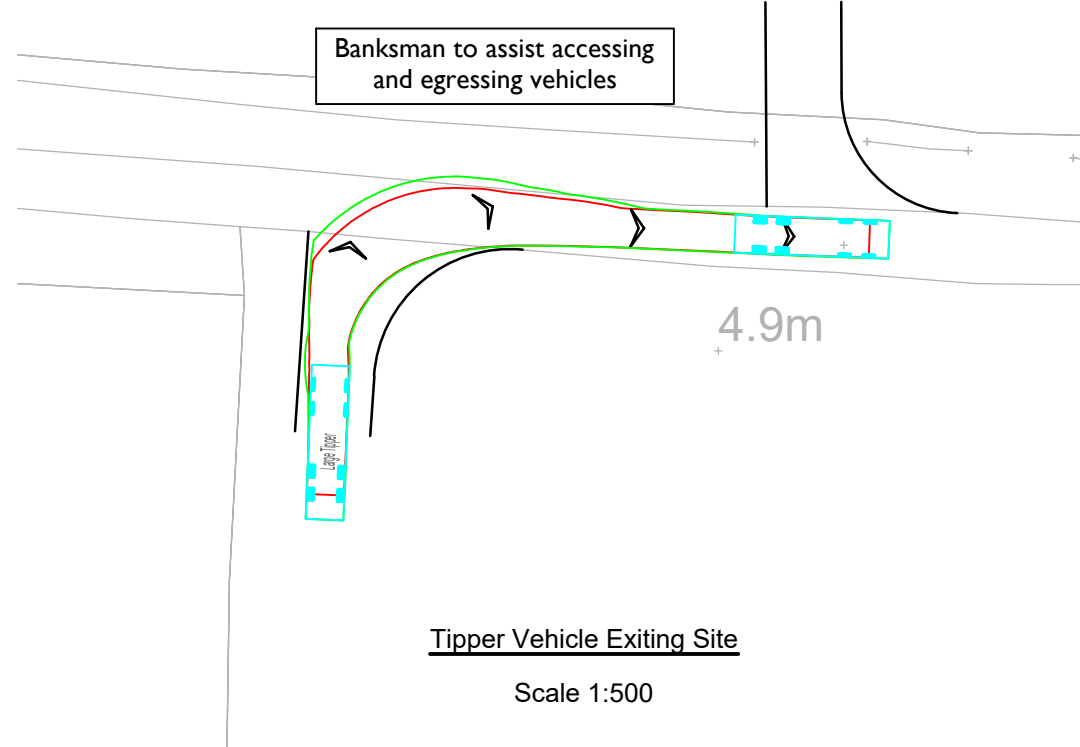 Banksman to assist accessing
and egressing vehicles
4.9m
Large Tipper
Tipper Vehicle Exiting Site
Scale 1:500